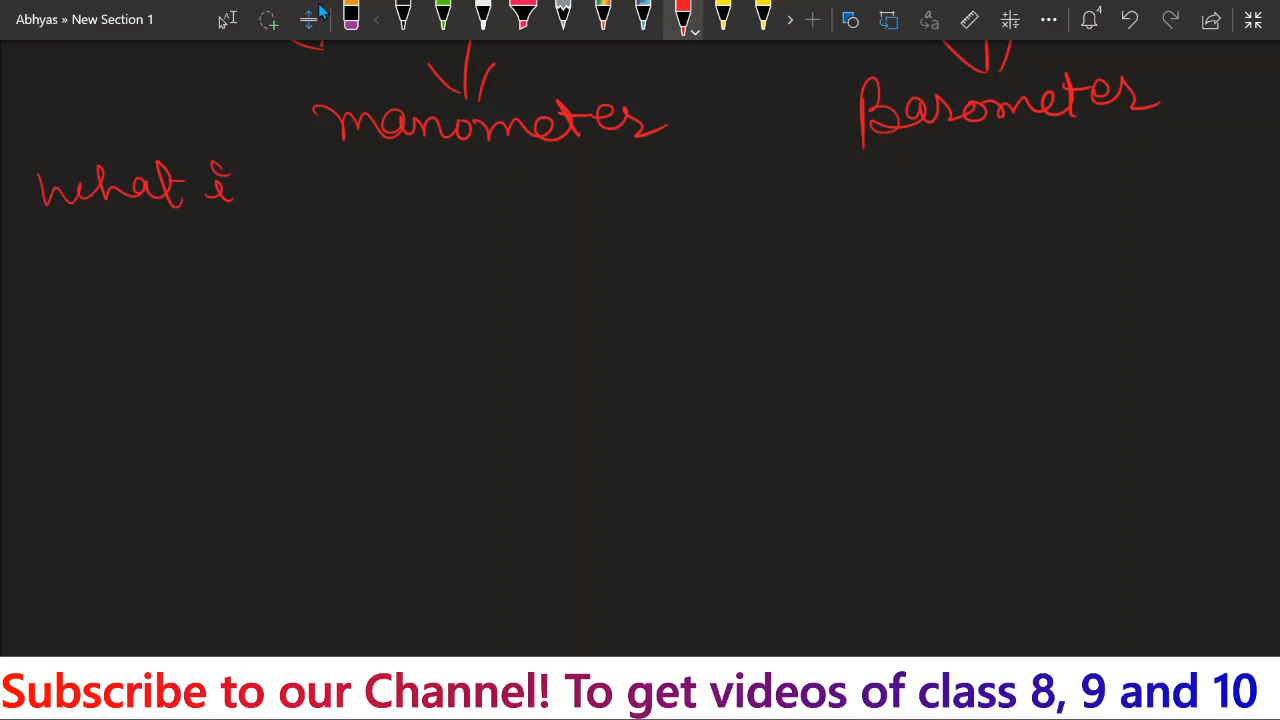 Abhyas » New Section 1
4
manometer Barometer
What i
Subscribe to our Channel! To get videos of class 8, 9 and 10